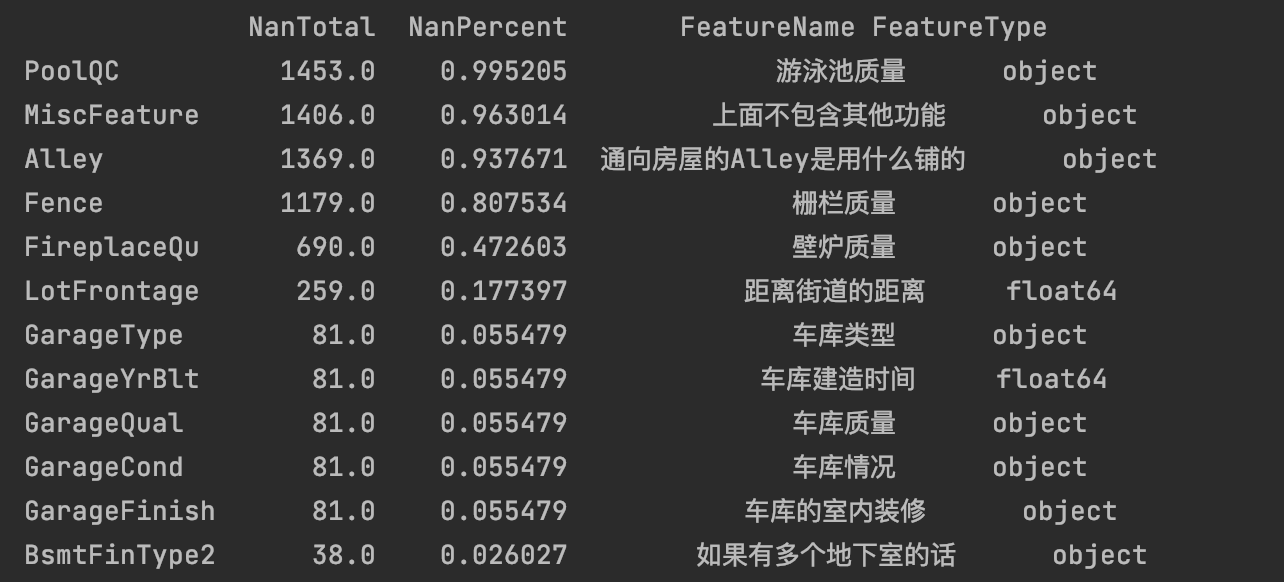 NanTotal NanPercent FeatureName FeatureType
PoolQC 1453.0 0.995205 游泳池质量 object
MiscFeature 1406.0 0.963014 上面不包含其他功能 object
Alley 1369.0 0.937671 通向房屋的Alley是用什么铺的 object
Fence 1179.0 0.807534 栅栏质量 object
FireplaceQu 690.0 0.472603 壁炉质量 object
LotFrontage 259.0 0.177397 距离街道的距离 float64
GarageType 81.0 0.055479 车库类型 object
GarageYrBlt 81.0 0.055479 车库建造时间 float64
GarageQual 81.0 0.055479 车库质量 object
GarageCond 81.0 0.055479 车库情况 object
GarageFinish 81.0 0.055479 车库的室内装修 object
BsmtFinType2 38.0 0.026027 如果有多个地下室的话 object